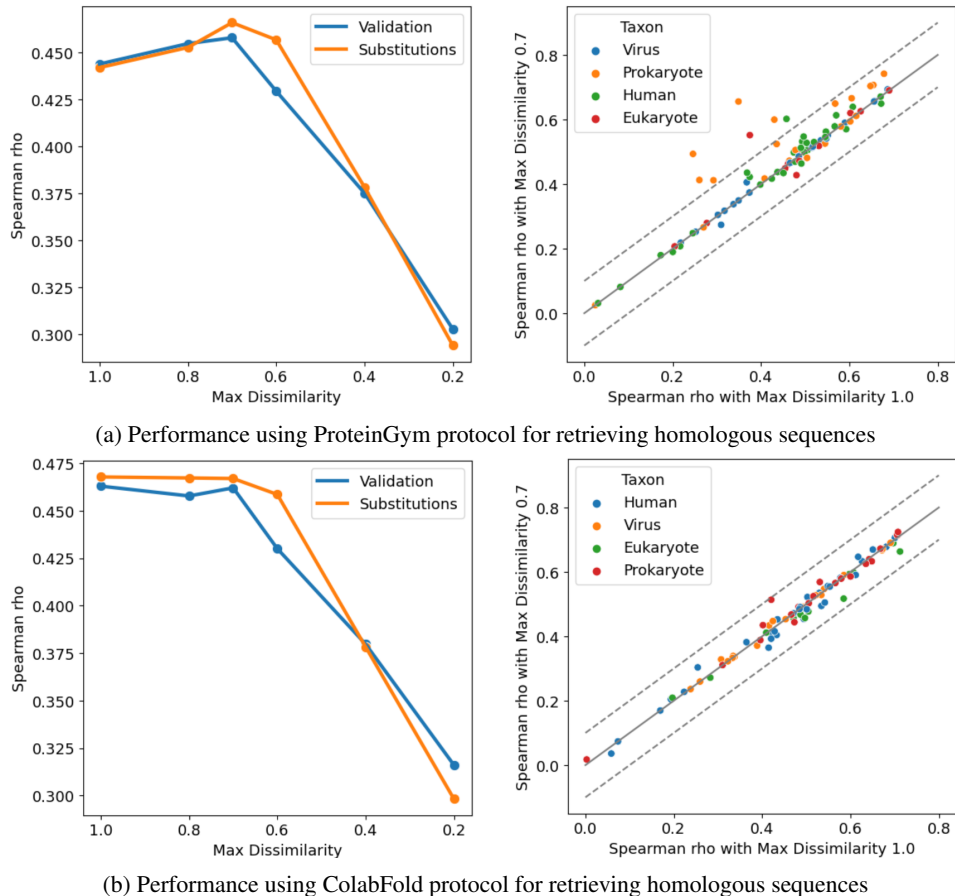 Spearman rho
0.450
0.425
0.400
0.375
0.350
0.325
0.300
Validation
Substitutions
1.0 0.8 0.6 0.4 0.2
Max Dissimilarity
Spearman rho with Max Dissimilarity 0.7
0.8
0.6
0.4
0.2
0.0
Taxon
Virus
Prokaryote
Human
Eukaryote
0.0 0.2 0.4 0.6 0.8
Spearman rho with Max Dissimilarity 1.0
(a) Performance using ProteinGym protocol for retrieving homologous sequences
Spearman rho
0.475
0.450
0.425
0.400
0.375
0.350
0.325
0.300
Validation
Substitutions
1.0 0.8 0.6 0.4 0.2
Max Dissimilarity
Spearman rho with Max Dissimilarity 0.7
0.8
0.6
0.4
0.2
0.0
Taxon
Human
Virus
Eukaryote
Prokaryote
0.0 0.2 0.4 0.6 0.8
Spearman rho with Max Dissimilarity 1.0
(b) Performance using ColabFold protocol for retrieving homologous sequences